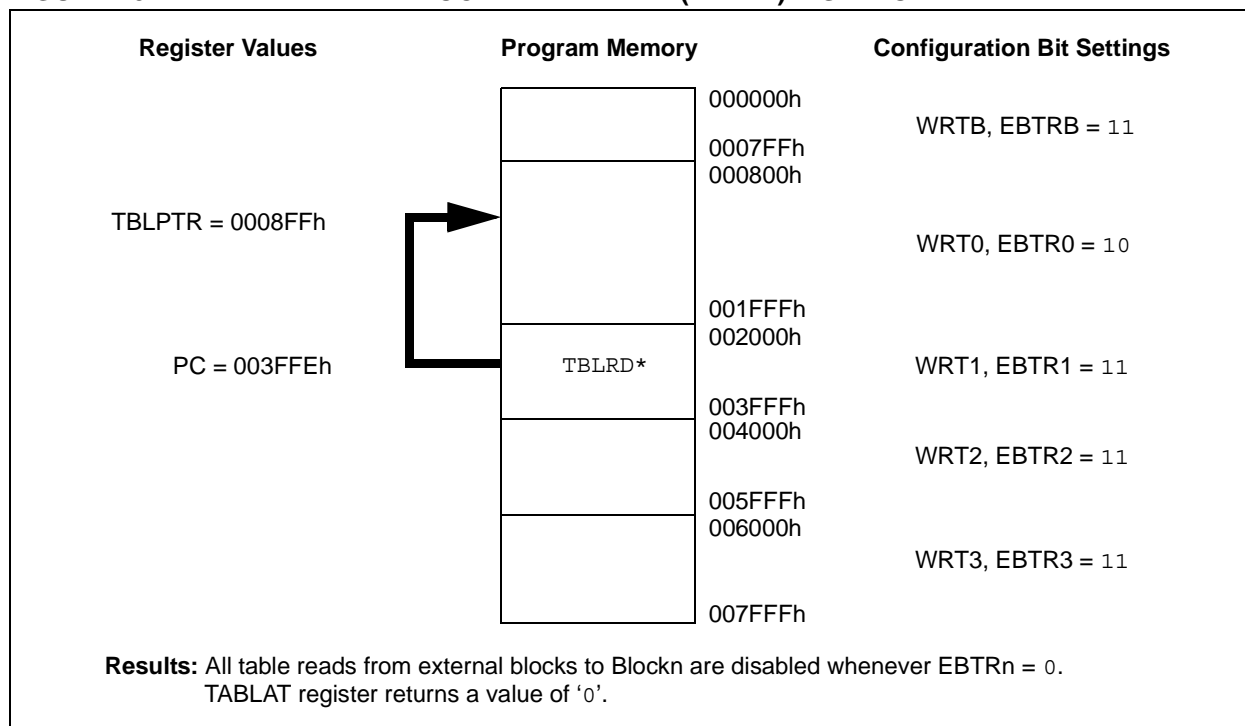 Register Values Program Memory Configuration Bit Settings
000000h
WRTB, EBTRB = 11
0007FFh
000800h
TBLPTR = 0008FFh
WRT0, EBTR0 = 10
001FFFh
002000h
PC = 003FFEh TBLRD* WRT1, EBTR1 = 11
003FFFh
004000h
WRT2, EBTR2 = 11
005FFFh
006000h
WRT3, EBTR3 = 11
007FFFh
Results: All table reads from external blocks to Blockn are disabled whenever EBTRn = 0.
TABLAT register returns a value of ‘0’.